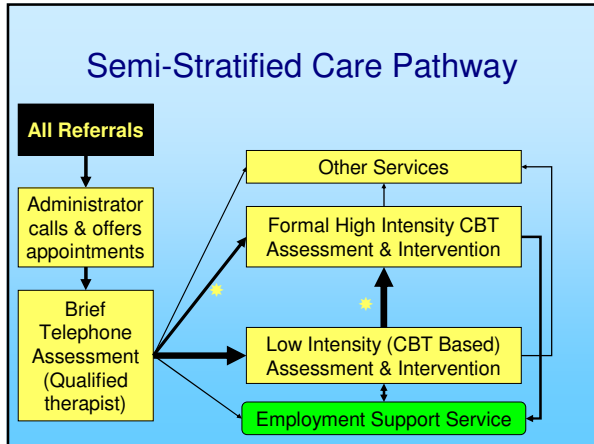 Semi-Stratified Care Pathway
All Referrals
Administrator
calls & offers
appointments
Brief
Telephone
Assessment
(Qualified
therapist)
Other Services
Formal High Intensity CBT
Assessment & Intervention
Low Intensity (CBT Based)
Assessment & Intervention
Employment Support Service